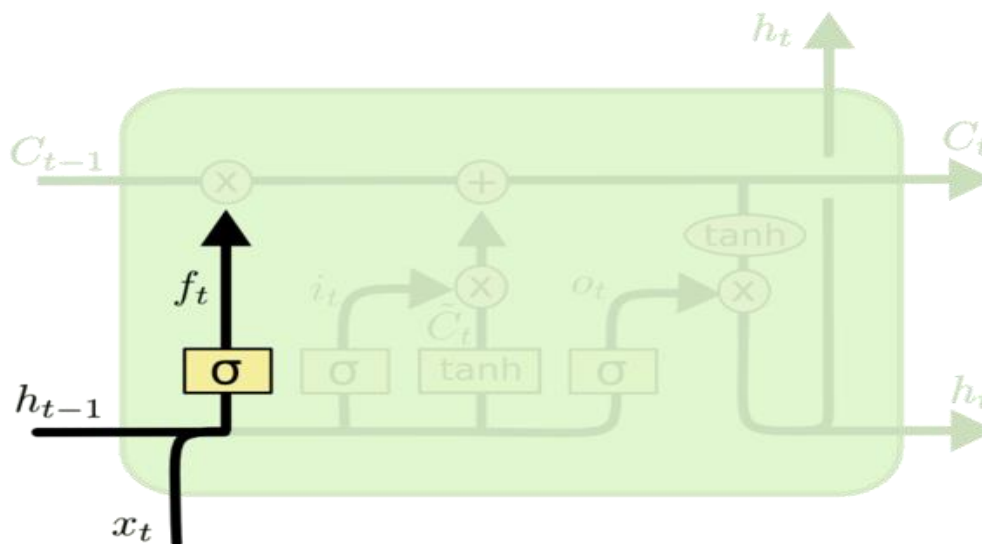 h_t
C_{t-1}
C_t
×
+
tanh
f_t
i_t
×
o_t
×
C̃_t
σ
σ
tanh
σ
h_{t-1}
h_t
x_t